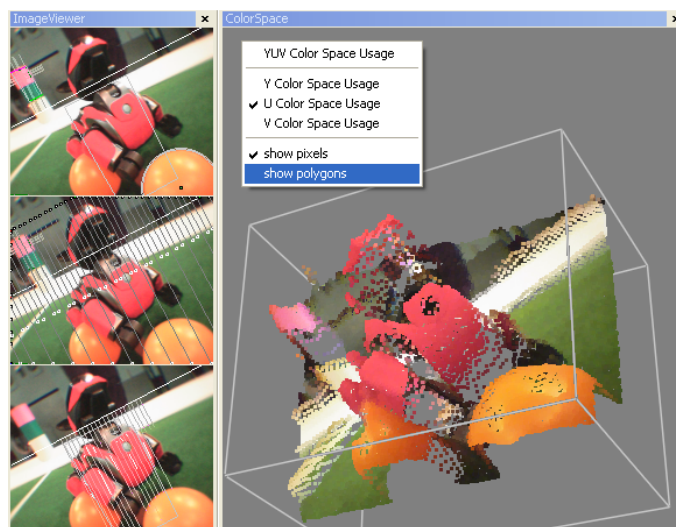 ImageViewer
ColorSpace
YUV Color Space Usage
Y Color Space Usage
U Color Space Usage
V Color Space Usage
show pixels
show polygons